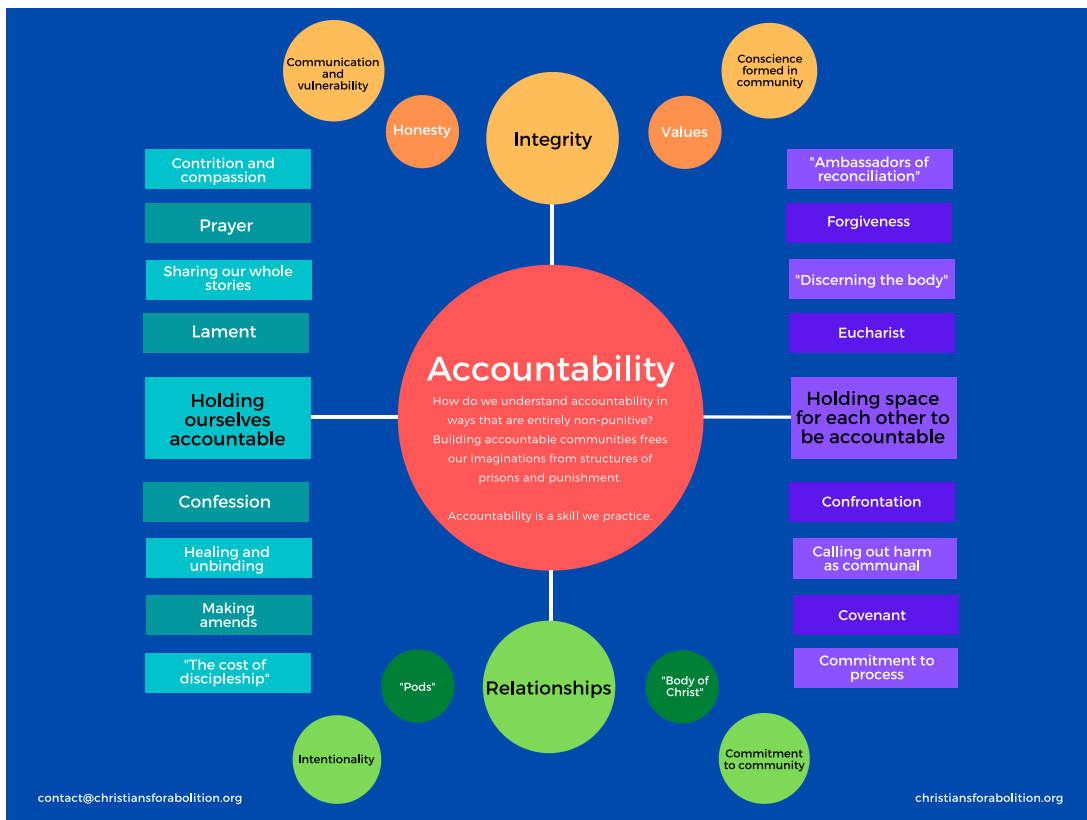 Communication
and
vulnerability
Honesty
Integrity
Values
Conscience
formed in
community
Contrition and
compassion
Prayer
Sharing our whole
stories
Lament
Holding
ourselves
accountable
Confession
Healing and
unbinding
Making
amends
"The cost of
discipleship"
Accountability
How do we understand accountability in
ways that are entirely non-punitive?
Building accountable communities frees
our imaginations from structures of
prisons and punishment.
Accountability is a skill we practice.
"Ambassadors of
reconciliation"
Forgiveness
"Discerning the body"
Eucharist
Holding space
for each other to
be accountable
Confrontation
Calling out harm
as communal
Covenant
Commitment to
process
"Pods"
Relationships
"Body of
Christ"
Intentionality
Commitment
to community
contact@christiansforabolition.org
christiansforabolition.org